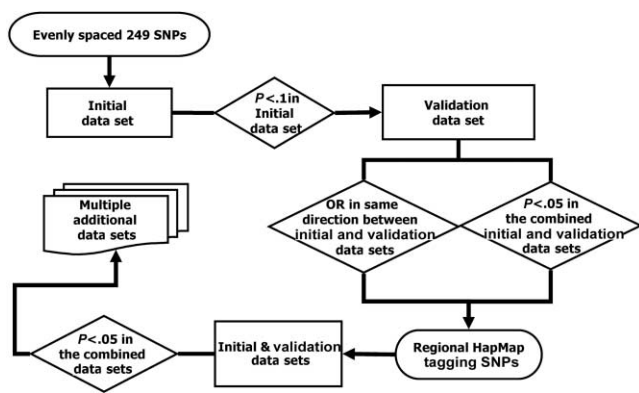 Evenly spaced 249 SNPs
Initial
data set
P<.1in
Initial
data set
Validation
data set
OR in same
direction between
initial and validation
data sets
P<.05 in
the combined
initial and validation
data sets
Regional HapMap
tagging SNPs
Initial & validation
data sets
P<.05 in
the combined
data sets
Multiple
additional
data sets